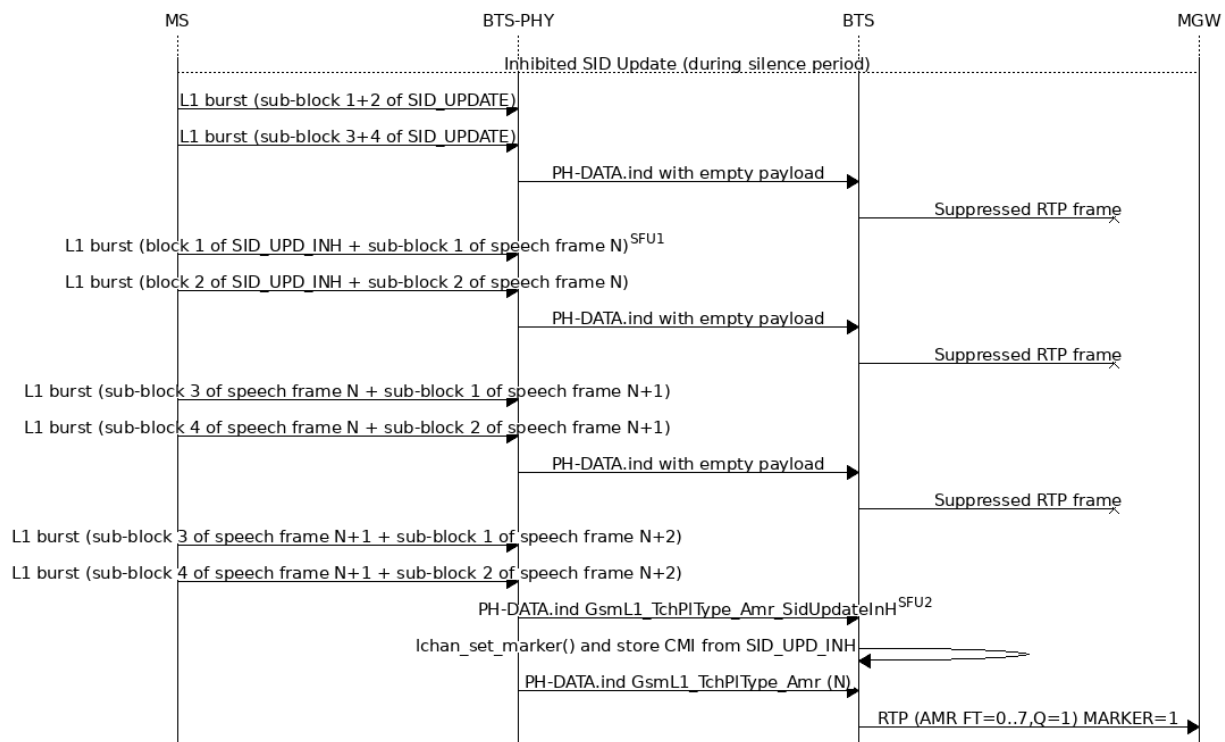 MS BTS-PHY BTS MGW
Inhibited SID Update (during silence period)
L1 burst (sub-block 1+2 of SID_UPDATE)
L1 burst (sub-block 3+4 of SID_UPDATE)
PH-DATA.ind with empty payload
Suppressed RTP frame
L1 burst (block 1 of SID_UPD_INH + sub-block 1 of speech frame N)SFU1
L1 burst (block 2 of SID_UPD_INH + sub-block 2 of speech frame N)
PH-DATA.ind with empty payload
Suppressed RTP frame
L1 burst (sub-block 3 of speech frame N + sub-block 1 of speech frame N+1)
L1 burst (sub-block 4 of speech frame N + sub-block 2 of speech frame N+1)
PH-DATA.ind with empty payload
Suppressed RTP frame
L1 burst (sub-block 3 of speech frame N+1 + sub-block 1 of speech frame N+2)
L1 burst (sub-block 4 of speech frame N+1 + sub-block 2 of speech frame N+2)
PH-DATA.ind GsmL1_TchPlType_Amr_SidUpdateInHSFU2
lchan_set_marker() and store CMI from SID_UPD_INH
PH-DATA.ind GsmL1_TchPlType_Amr (N)
RTP (AMR FT=0..7,Q=1) MARKER=1